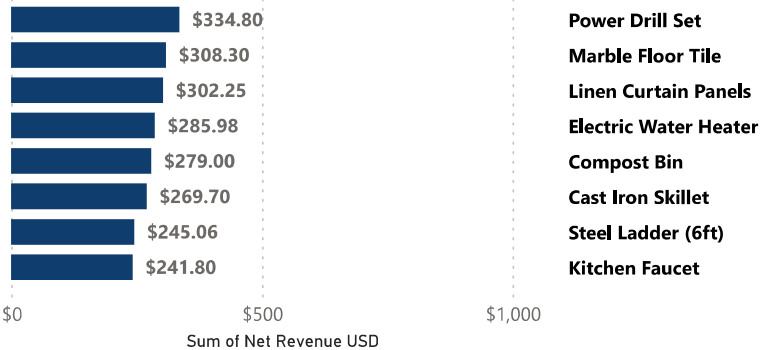 $334.80 Power Drill Set
$308.30 Marble Floor Tile
$302.25 Linen Curtain Panels
$285.98 Electric Water Heater
$279.00 Compost Bin
$269.70 Cast Iron Skillet
$245.06 Steel Ladder (6ft)
$241.80 Kitchen Faucet
$0 $500 $1,000
Sum of Net Revenue USD